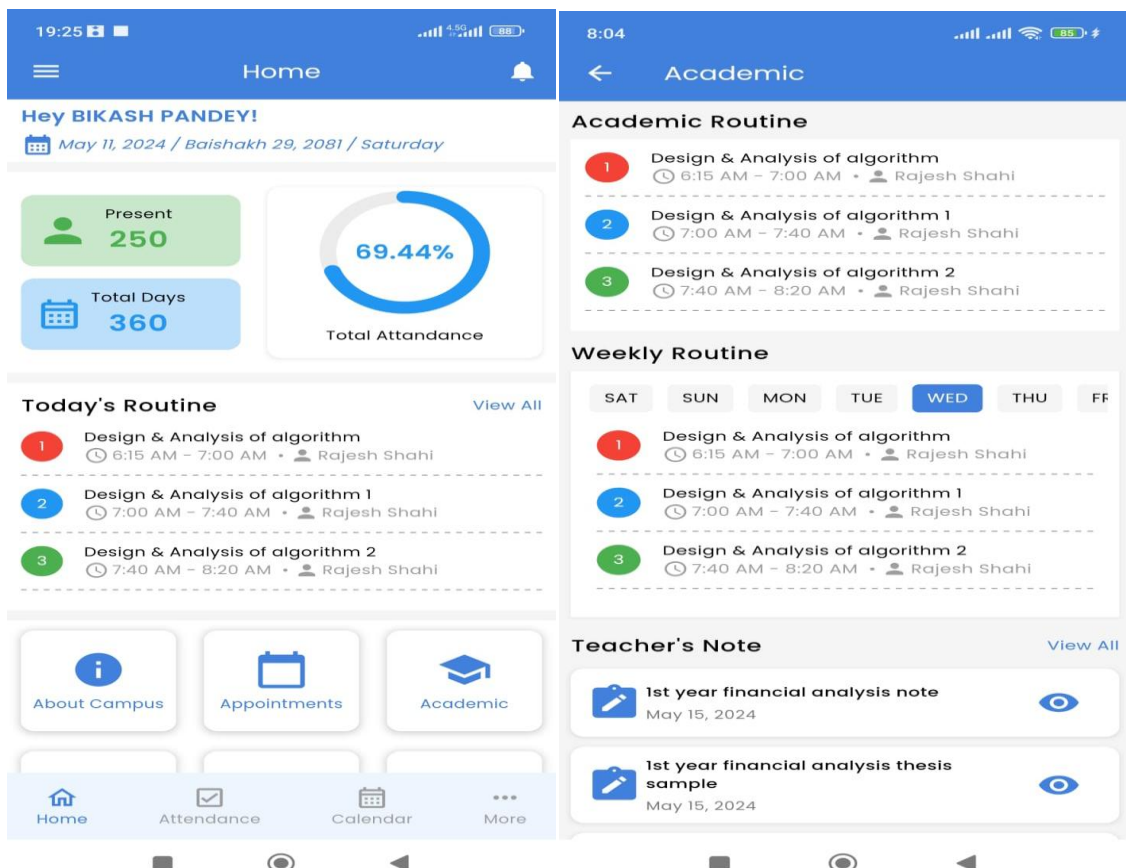 19:25
4.5G
88
Home
Hey BIKASH PANDEY!
May 11, 2024 / Baishakh 29, 2081 / Saturday
Present
250
Total Days
360
69.44%
Total Attandance
Today's Routine
View All
1
Design & Analysis of algorithm
6:15 AM - 7:00 AM • Rajesh Shahi
2
Design & Analysis of algorithm 1
7:00 AM - 7:40 AM • Rajesh Shahi
3
Design & Analysis of algorithm 2
7:40 AM - 8:20 AM • Rajesh Shahi
About Campus
Appointments
Academic
Home
Attendance
Calendar
More
8:04
85
Academic
Academic Routine
1
Design & Analysis of algorithm
6:15 AM - 7:00 AM • Rajesh Shahi
2
Design & Analysis of algorithm 1
7:00 AM - 7:40 AM • Rajesh Shahi
3
Design & Analysis of algorithm 2
7:40 AM - 8:20 AM • Rajesh Shahi
Weekly Routine
SAT SUN MON TUE WED THU FR
1
Design & Analysis of algorithm
6:15 AM - 7:00 AM • Rajesh Shahi
2
Design & Analysis of algorithm 1
7:00 AM - 7:40 AM • Rajesh Shahi
3
Design & Analysis of algorithm 2
7:40 AM - 8:20 AM • Rajesh Shahi
Teacher's Note
View All
1st year financial analysis note
May 15, 2024
1st year financial analysis thesis
sample
May 15, 2024